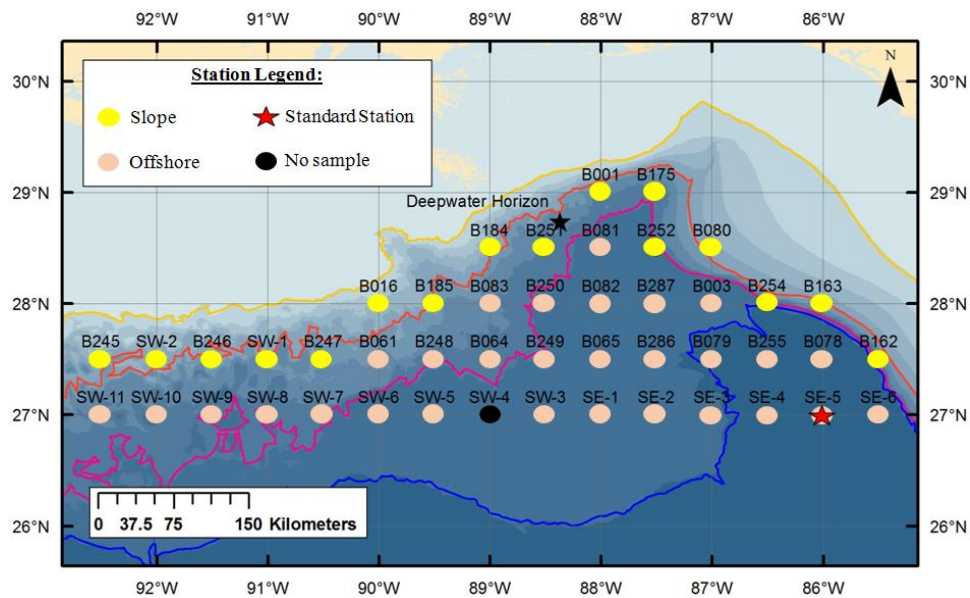 92°W 91°W 90°W 89°W 88°W 87°W 86°W
30°N 30°N
Station Legend:
Slope Standard Station
Offshore No sample
N
29°N 29°N
B001 B175
Deepwater Horizon
B184 B251 B081 B252 B080
28°N 28°N
B016 B185 B083 B250 B082 B287 B003 B254 B163
B245 SW-2 B246 SW-1 B247 B061 B248 B064 B249 B065 B286 B079 B255 B078 B162
27°N 27°N
SW-11 SW-10 SW-9 SW-8 SW-7 SW-6 SW-5 SW-4 SW-3 SE-1 SE-2 SE-3 SE-4 SE-5 SE-6
0 37.5 75 150 Kilometers
26°N 26°N
92°W 91°W 90°W 89°W 88°W 87°W 86°W